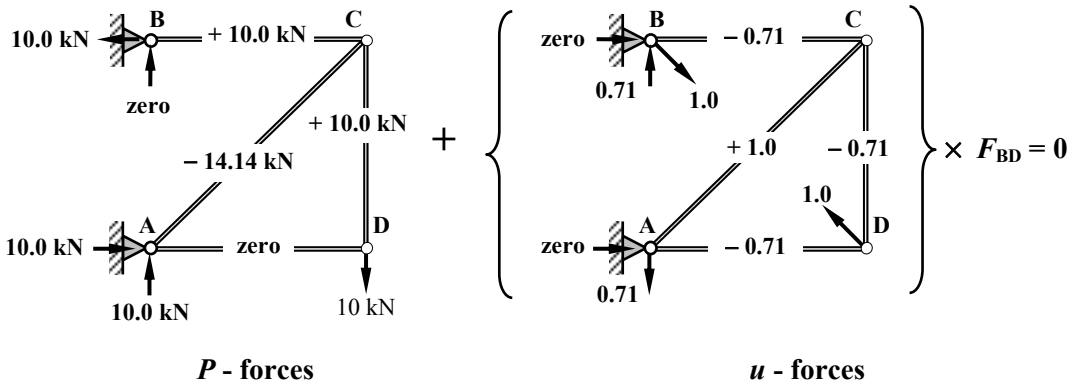 B
C
10.0 kN
+ 10.0 kN
zero
+ 10.0 kN
− 14.14 kN
A
D
10.0 kN
zero
10.0 kN
10 kN
P - forces
+
B
C
zero
− 0.71
0.71
1.0
+ 1.0
− 0.71
1.0
A
D
zero
− 0.71
0.71
u - forces
× F_BD = 0